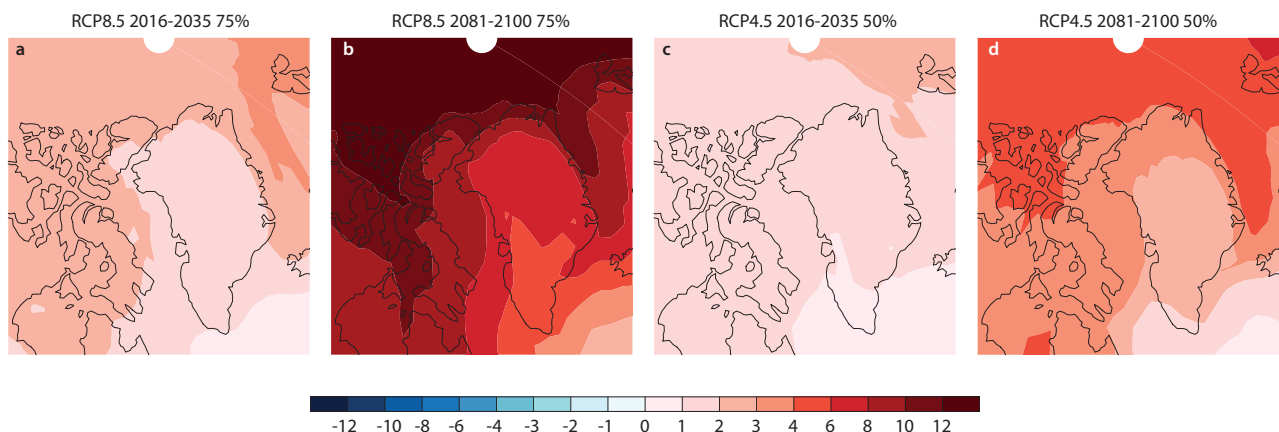 RCP8.5 2016-2035 75%
RCP8.5 2081-2100 75%
RCP4.5 2016-2035 50%
RCP4.5 2081-2100 50%
a
b
c
d
-12 -10 -8 -6 -4 -3 -2 -1 0 1 2 3 4 6 8 10 12